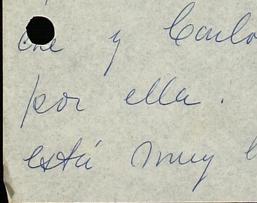 y Carlo
por ella.
está muy